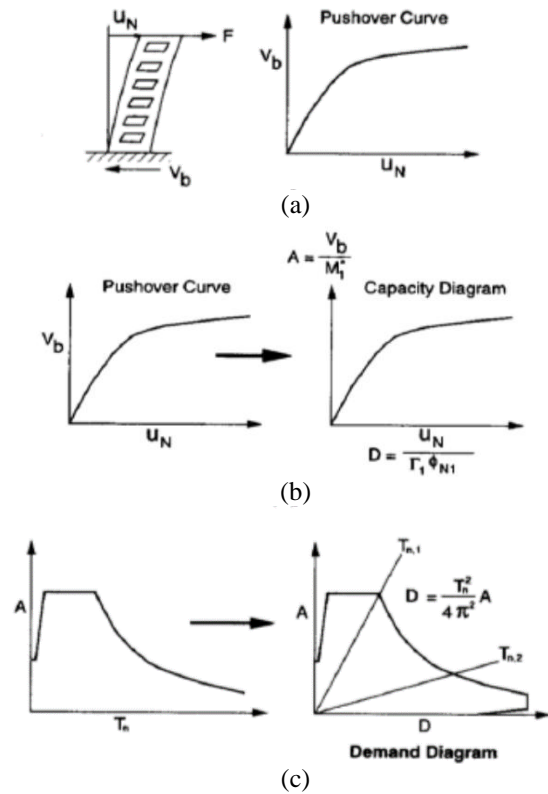 u_N
F
V_b
Pushover Curve
V_b
u_N
(a)
Pushover Curve
V_b
u_N
A = V_b / M_1^*
Capacity Diagram
D = u_N / Γ_1 ϕ_N1
(b)
A
T_n
T_n,1
A
D = T_n^2 / 4 π^2 A
T_n,2
D
Demand Diagram
(c)